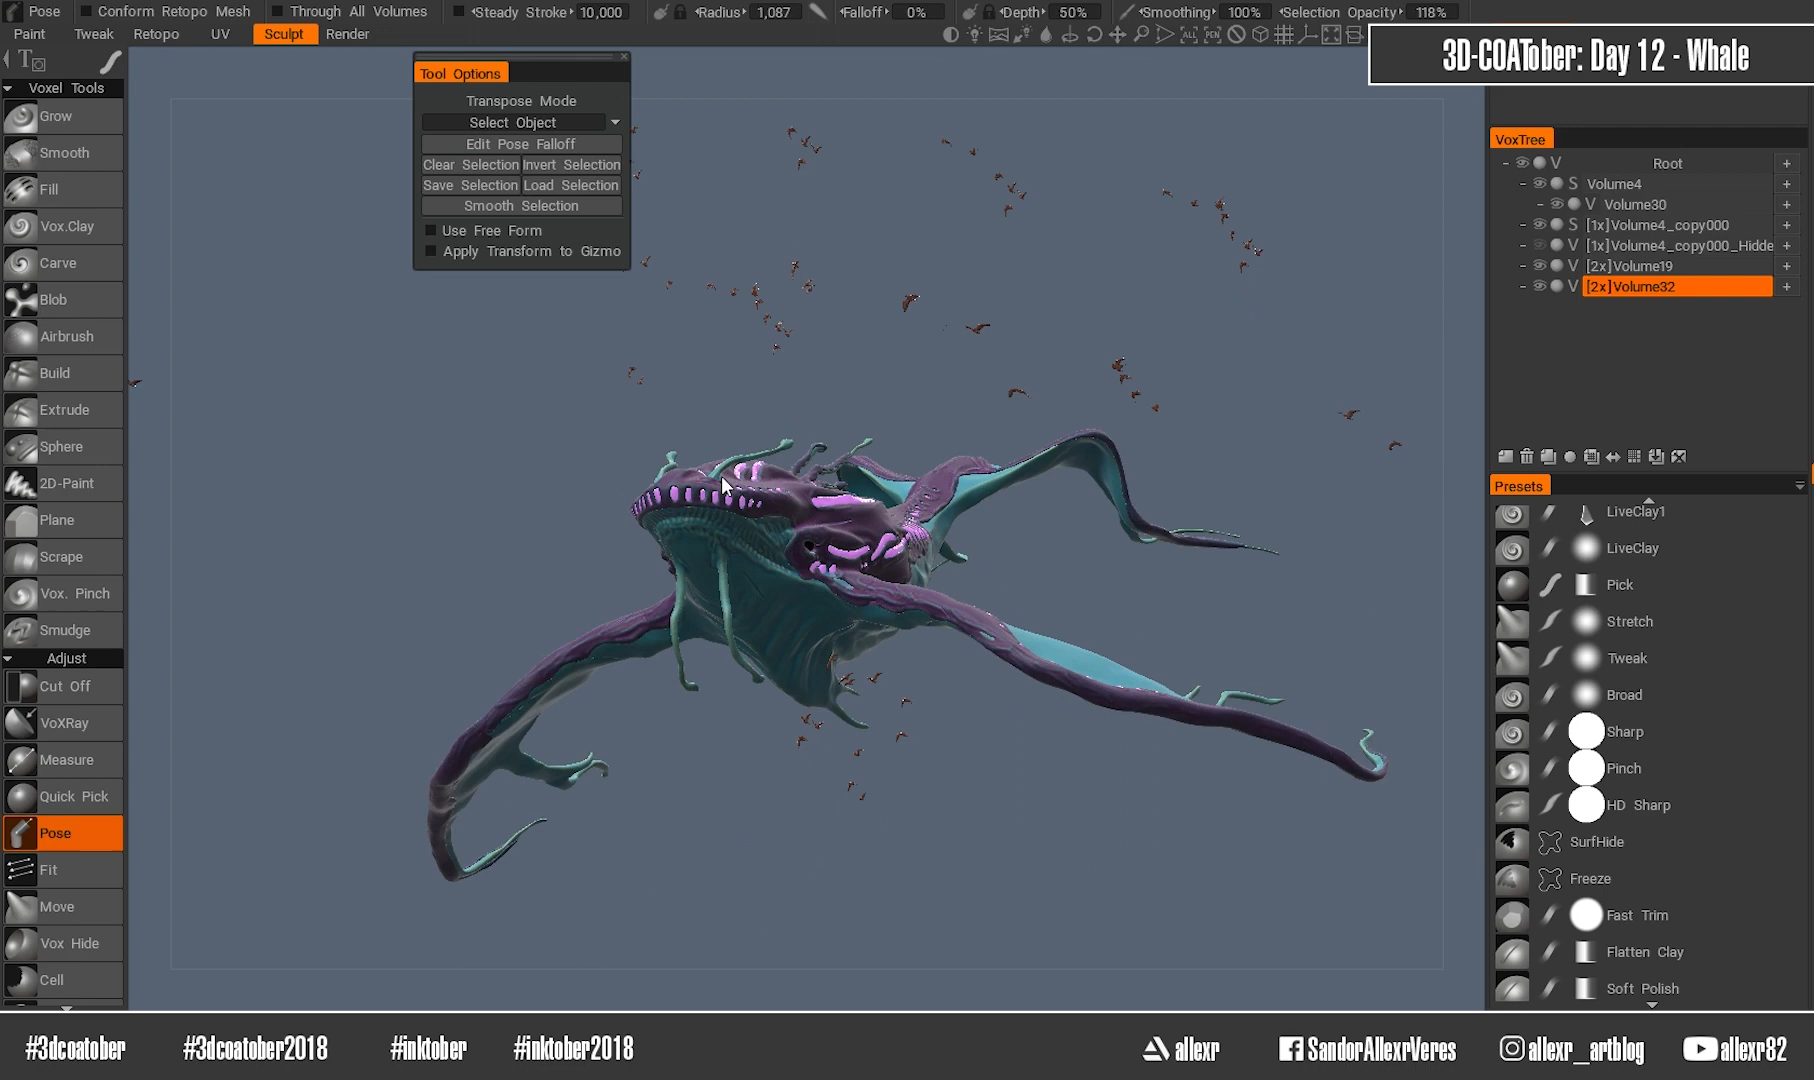 Pose Conform Retopo Mesh Through All Volumes Steady Stroke 10,000 Radius 1,087 Falloff 0% Depth 50% Smoothing 100% Selection Opacity 118%
Paint Tweak Retopo UV Sculpt Render
ALL PEN
3D-COATober: Day 12 - Whale
Voxel Tools
Grow
Smooth
Fill
Vox.Clay
Carve
Blob
Airbrush
Build
Extrude
Sphere
2D-Paint
Plane
Scrape
Vox. Pinch
Smudge
Adjust
Cut Off
VoXRay
Measure
Quick Pick
Pose
Fit
Move
Vox Hide
Cell
Tool Options
Transpose Mode
Select Object
Edit Pose Falloff
Clear Selection Invert Selection
Save Selection Load Selection
Smooth Selection
Use Free Form
Apply Transform to Gizmo
VoxTree
- V Root +
- S Volume4 +
- V Volume30 +
- S [1x]Volume4_copy000 +
- V [1x]Volume4_copy000_Hidde +
- V [2x]Volume19 +
- V [2x]Volume32 +
Presets
LiveClay1
LiveClay
Pick
Stretch
Tweak
Broad
Sharp
Pinch
HD Sharp
SurfHide
Freeze
Fast Trim
Flatten Clay
Soft Polish
#3dcoatober #3dcoatober2018 #inktober #inktober2018 allexr SandorAllexrVeres allexr_artblog allexr82